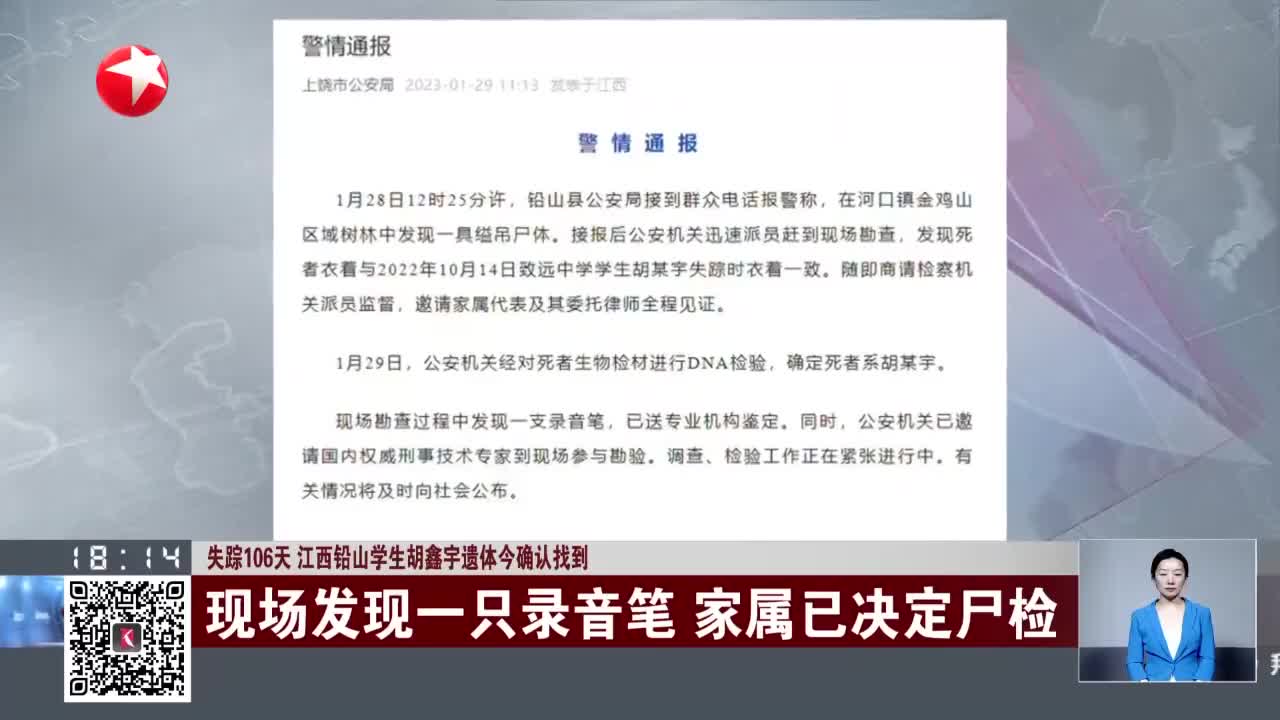 警情通报
上饶市公安局 2023-01-29 11:13 发表于江西
警情通报
1月28日12时25分许，铅山县公安局接到群众电话报警称，在河口镇金鸡山
区域树林中发现一具缢吊尸体。接报后公安机关迅速派员赶到现场勘查，发现死
者衣着与2022年10月14日致远中学学生胡某宇失踪时衣着一致。随即商请检察机
关派员监督，邀请家属代表及其委托律师全程见证。
1月29日，公安机关经对死者生物检材进行DNA检验，确定死者系胡某宇。
现场勘查过程中发现一支录音笔，已送专业机构鉴定。同时，公安机关已邀
请国内权威刑事技术专家到现场参与勘验。调查、检验工作正在紧张进行中。有
关情况将及时向社会公布。
18:14
失踪106天 江西铅山学生胡鑫宇遗体今确认找到
现场发现一只录音笔 家属已决定尸检